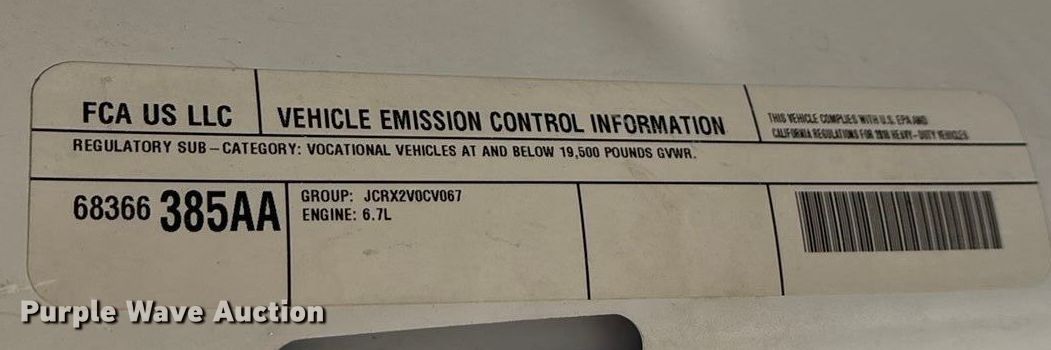 FCA US LLC
VEHICLE EMISSION CONTROL INFORMATION
THIS VEHICLE COMPLIES WITH U.S. EPA AND
CALIFORNIA REGULATIONS FOR 2018 HEAVY-DUTY VEHICLES
REGULATORY SUB-CATEGORY: VOCATIONAL VEHICLES AT AND BELOW 19,500 POUNDS GVWR.
68366 385AA
GROUP: JCRX2V0CV067
ENGINE: 6.7L
Purple Wave Auction